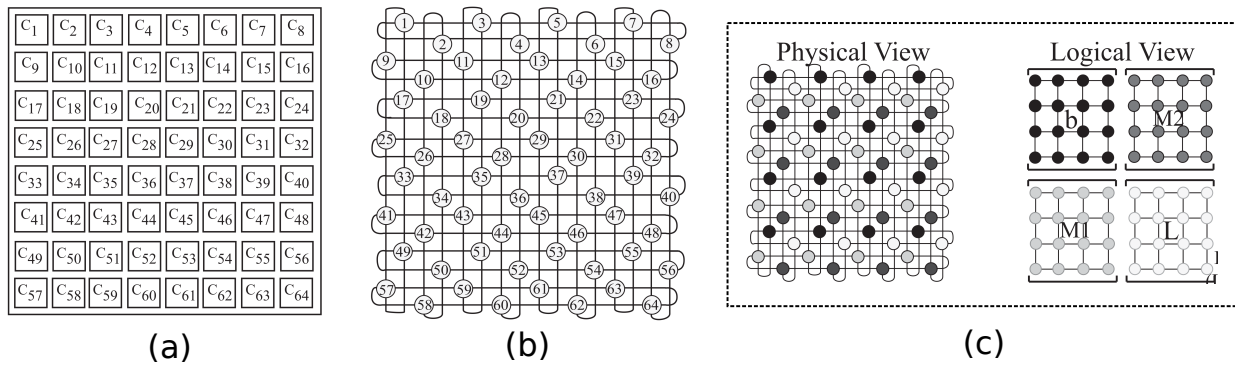 C1 C2 C3 C4 C5 C6 C7 C8
C9 C10 C11 C12 C13 C14 C15 C16
C17 C18 C19 C20 C21 C22 C23 C24
C25 C26 C27 C28 C29 C30 C31 C32
C33 C34 C35 C36 C37 C38 C39 C40
C41 C42 C43 C44 C45 C46 C47 C48
C49 C50 C51 C52 C53 C54 C55 C56
C57 C58 C59 C60 C61 C62 C63 C64
(a)
1 3 5 7
2 4 6 8
9 11 13 15
10 12 14 16
17 19 21 23
18 20 22 24
25 27 29 31
26 28 30 32
33 35 37 39
34 36 38 40
41 43 45 47
42 44 46 48
49 51 53 55
50 52 54 56
57 59 61 63
58 60 62 64
(b)
Physical View Logical View
b M2
M1 L
(c)